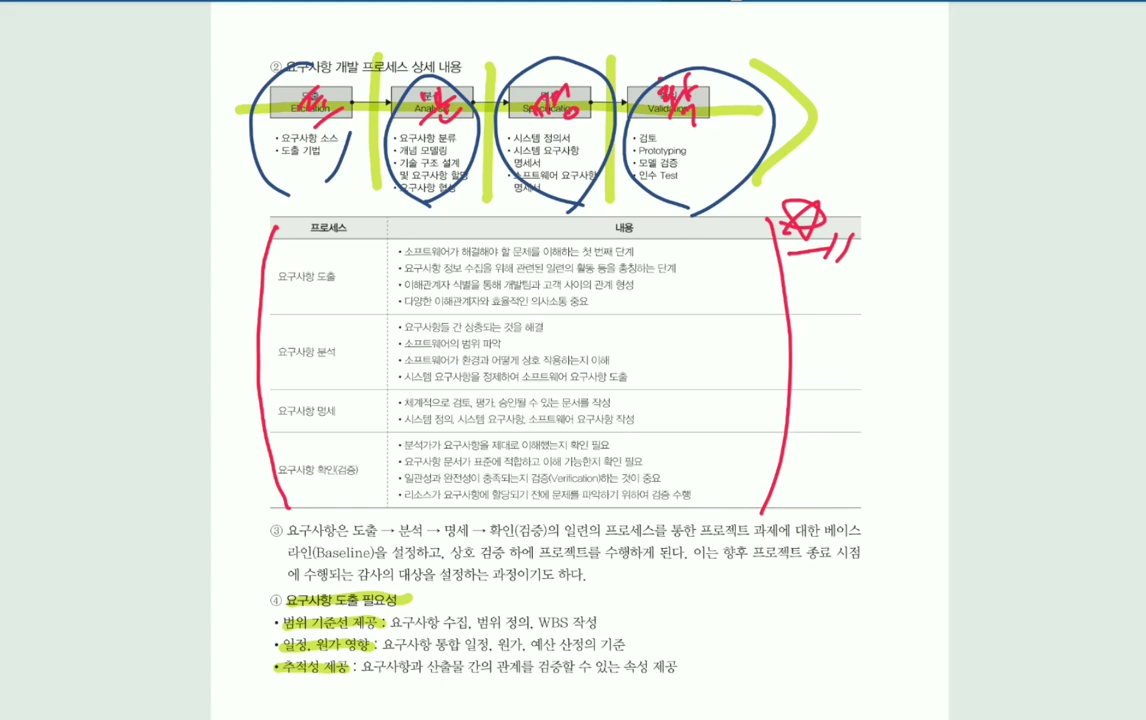 ② 요구사항 개발 프로세스 상세 내용
도출 분석 명세 확인
Elicitation Analysis Specification Validation
• 요구사항 소스
• 도출 기법
• 요구사항 분류
• 개념 모델링
• 기술 구조 설계
및 요구사항 할당
• 요구사항 협상
• 시스템 정의서
• 시스템 요구사항
명세서
• 소프트웨어 요구사항
명세서
• 검토
• Prototyping
• 모델 검증
• 인수 Test
프로세스 내용
요구사항 도출
• 소프트웨어가 해결해야 할 문제를 이해하는 첫 번째 단계
• 요구사항 정보 수집을 위해 관련된 일련의 활동 등을 총칭하는 단계
• 이해관계자 식별을 통해 개발팀과 고객 사이의 관계 형성
• 다양한 이해관계자와 효율적인 의사소통 중요
요구사항 분석
• 요구사항들 간 상충되는 것을 해결
• 소프트웨어의 범위 파악
• 소프트웨어가 환경과 어떻게 상호 작용하는지 이해
• 시스템 요구사항을 정제하여 소프트웨어 요구사항 도출
요구사항 명세
• 체계적으로 검토, 평가, 승인될 수 있는 문서를 작성
• 시스템 정의, 시스템 요구사항, 소프트웨어 요구사항 작성
요구사항 확인(검증)
• 분석가가 요구사항을 제대로 이해했는지 확인 필요
• 요구사항 문서가 표준에 적합하고 이해 가능한지 확인 필요
• 일관성과 완전성이 충족되는지 검증(Verification)하는 것이 중요
• 리소스가 요구사항에 할당되기 전에 문제를 파악하기 위하여 검증 수행
③ 요구사항은 도출 → 분석 → 명세 → 확인(검증)의 일련의 프로세스를 통한 프로젝트 과제에 대한 베이스
라인(Baseline)을 설정하고, 상호 검증 하에 프로젝트를 수행하게 된다. 이는 향후 프로젝트 종료 시점
에 수행되는 감사의 대상을 설정하는 과정이기도 하다.
④ 요구사항 도출 필요성
• 범위 기준선 제공 : 요구사항 수집, 범위 정의, WBS 작성
• 일정, 원가 영향 : 요구사항 통합 일정, 원가, 예산 산정의 기준
• 추적성 제공 : 요구사항과 산출물 간의 관계를 검증할 수 있는 속성 제공